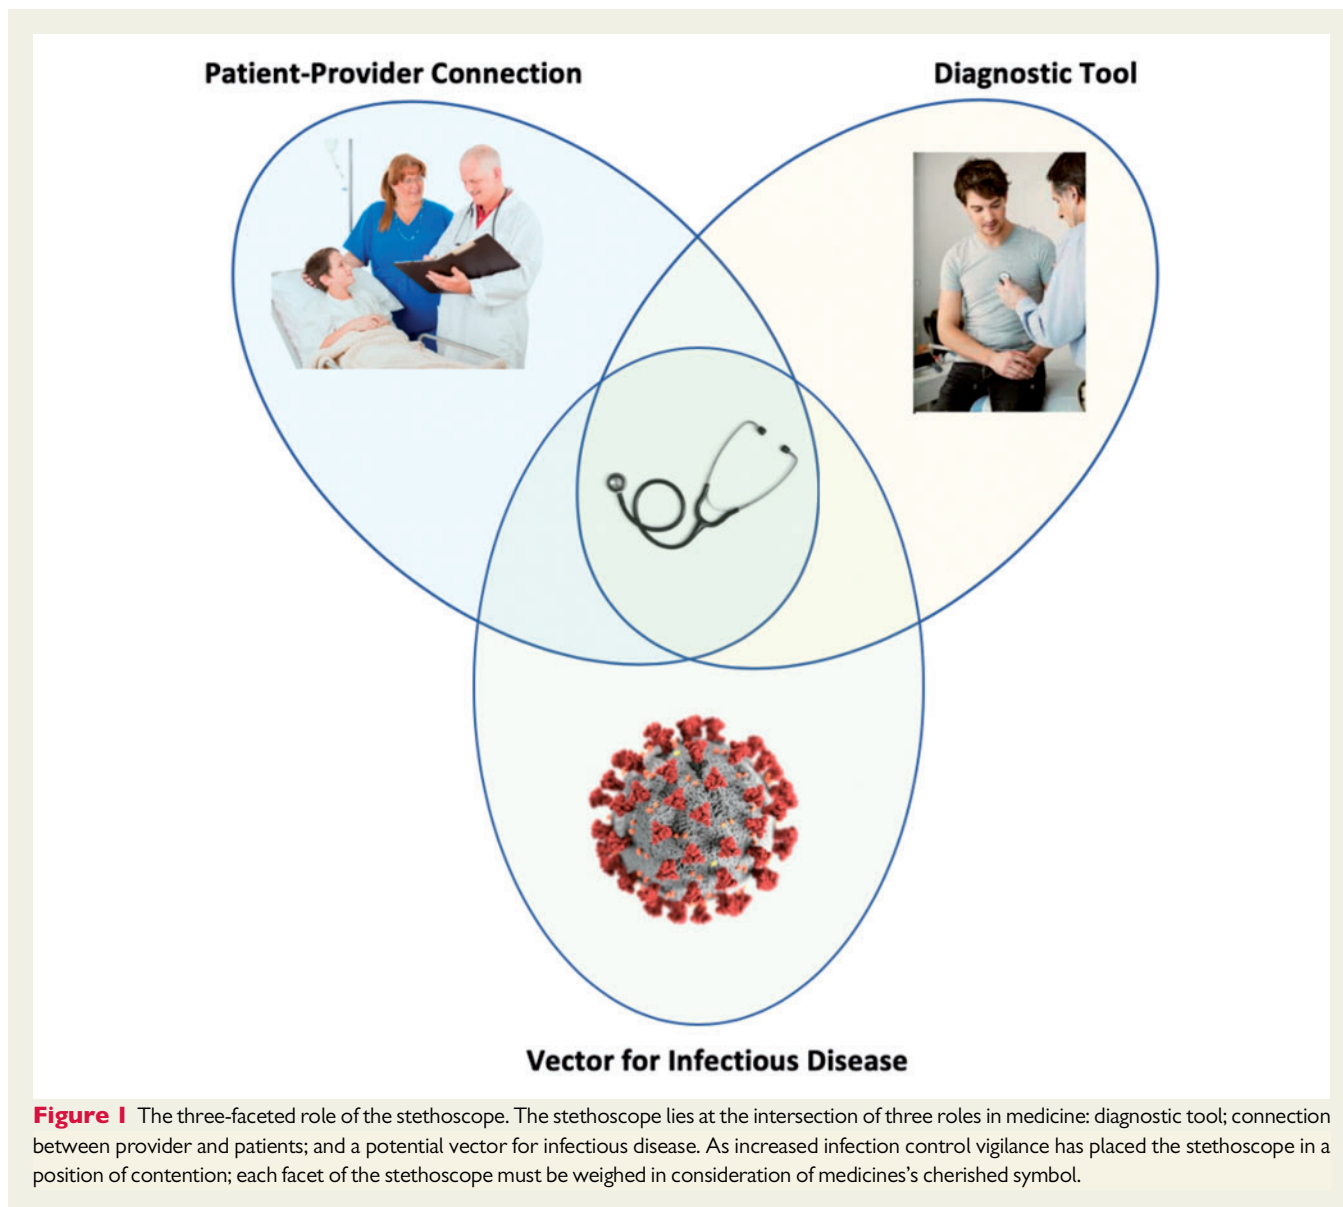 Patient-Provider Connection
Diagnostic Tool
Vector for Infectious Disease
Figure 1 The three-faceted role of the stethoscope. The stethoscope lies at the intersection of three roles in medicine: diagnostic tool; connection
between provider and patients; and a potential vector for infectious disease. As increased infection control vigilance has placed the stethoscope in a
position of contention; each facet of the stethoscope must be weighed in consideration of medicines's cherished symbol.